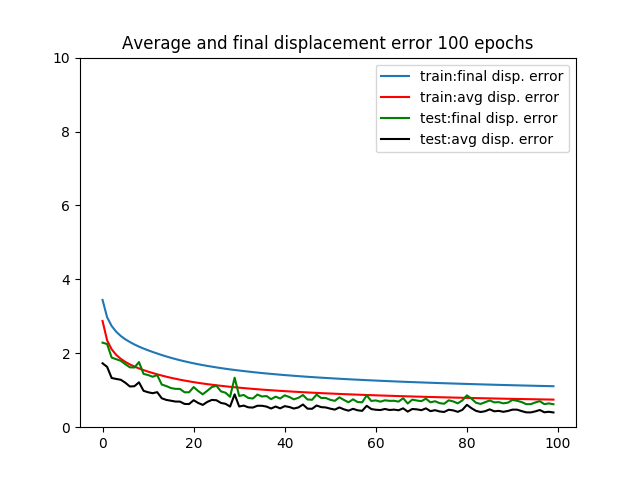 Average and final displacement error 100 epochs
train:final disp. error
train:avg disp. error
test:final disp. error
test:avg disp. error
10
8
6
4
2
0
0 20 40 60 80 100